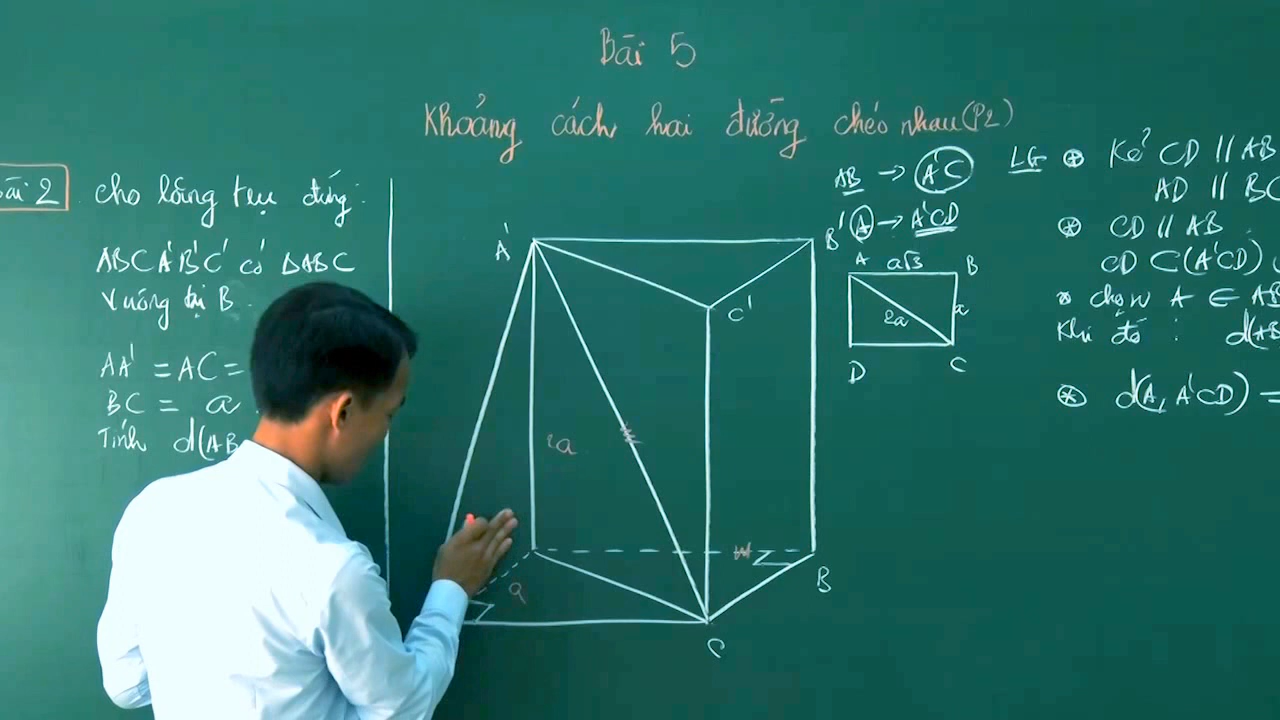 Bài 5
Khoảng cách hai đường chéo nhau (P2)
Bài 2 cho lăng trụ đứng:
ABC A'B'C' có ΔABC
Vuông tại B.
AA' = AC =
BC = a.
Tính d(AB
AB → A'C
A → A'CD
LG ⊛ Kẻ CD // AB
AD // BC
⊛ CD // AB
CD ⊂ (A'CD)
* chọn A ∈ AB
Khi đó : d(AB
⊛ d(A, A'CD) =
A a√3 B
2a a
D C
A' B'
C'
2a
a
B
C